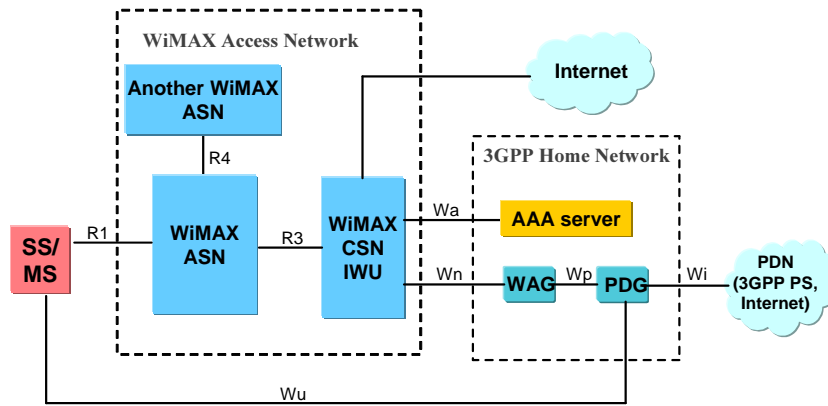 WiMAX Access Network
Internet
Another WiMAX
ASN
R4
3GPP Home Network
R1
SS/
MS
WiMAX
ASN
R3
WiMAX
CSN
IWU
Wa
AAA server
Wn
WAG
Wp
PDG
Wi
PDN
(3GPP PS,
Internet)
Wu